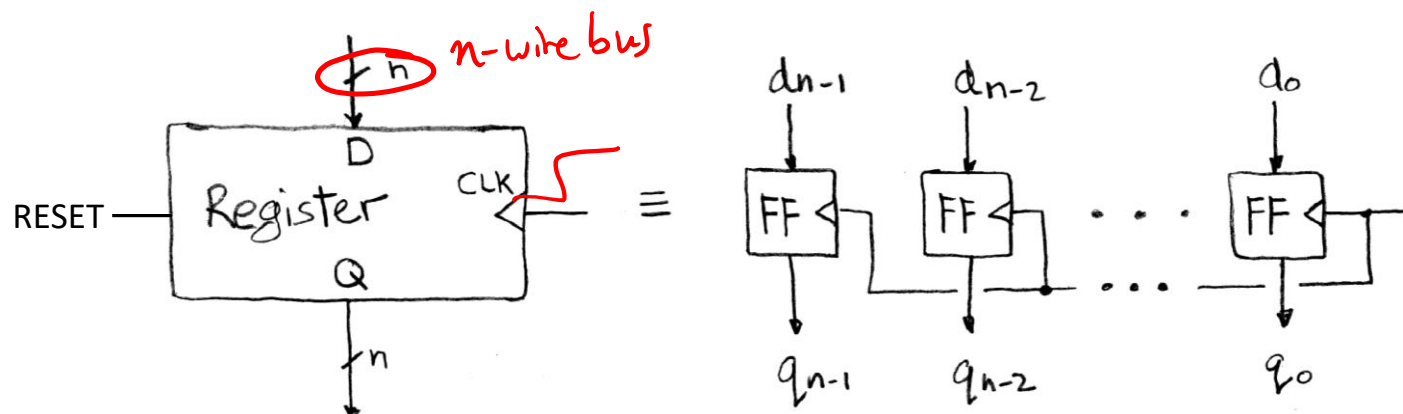 n n-wire bus
D
CLK
RESET
Register
Q
n
≡
dn-1 dn-2 d0
FF FF . . . FF
. . .
qn-1 qn-2 q0